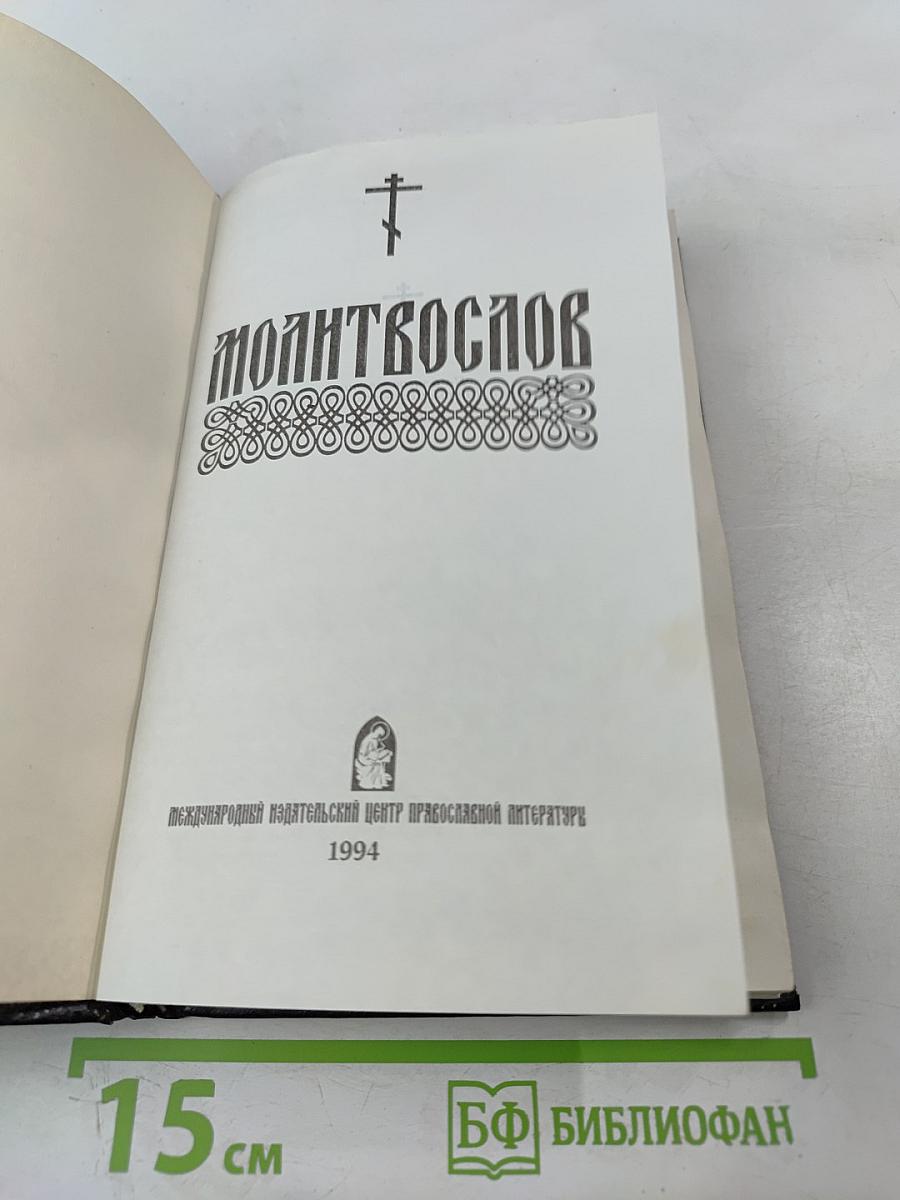 МОЛИТВОСЛОВ
МЕЖДУНАРОДНЫЙ ИЗДАТЕЛЬСКИЙ ЦЕНТР ПРАВОСЛАВНОЙ ЛИТЕРАТУРЫ
1994
15 см
БФ БИБЛИОФАН